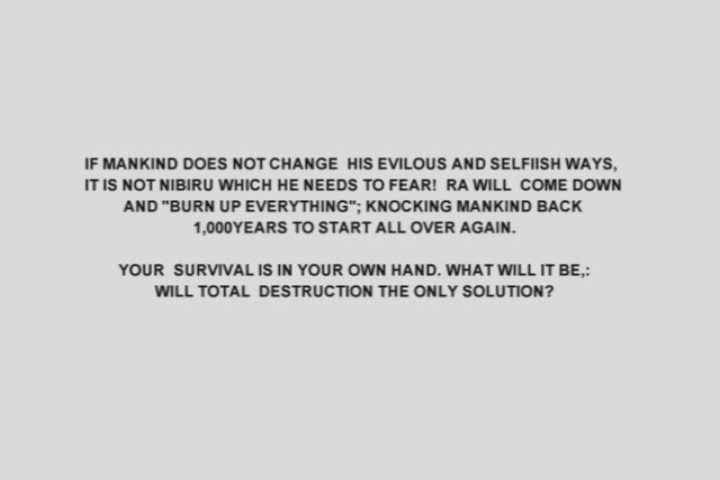 IF MANKIND DOES NOT CHANGE  HIS EVILOUS AND SELFIISH WAYS,
IT IS NOT NIBIRU WHICH HE NEEDS TO FEAR!  RA WILL  COME DOWN
AND "BURN UP EVERYTHING"; KNOCKING MANKIND BACK
1,000YEARS TO START ALL OVER AGAIN.
YOUR  SURVIVAL IS IN YOUR OWN HAND. WHAT WILL IT BE,:
WILL TOTAL  DESTRUCTION THE ONLY SOLUTION?